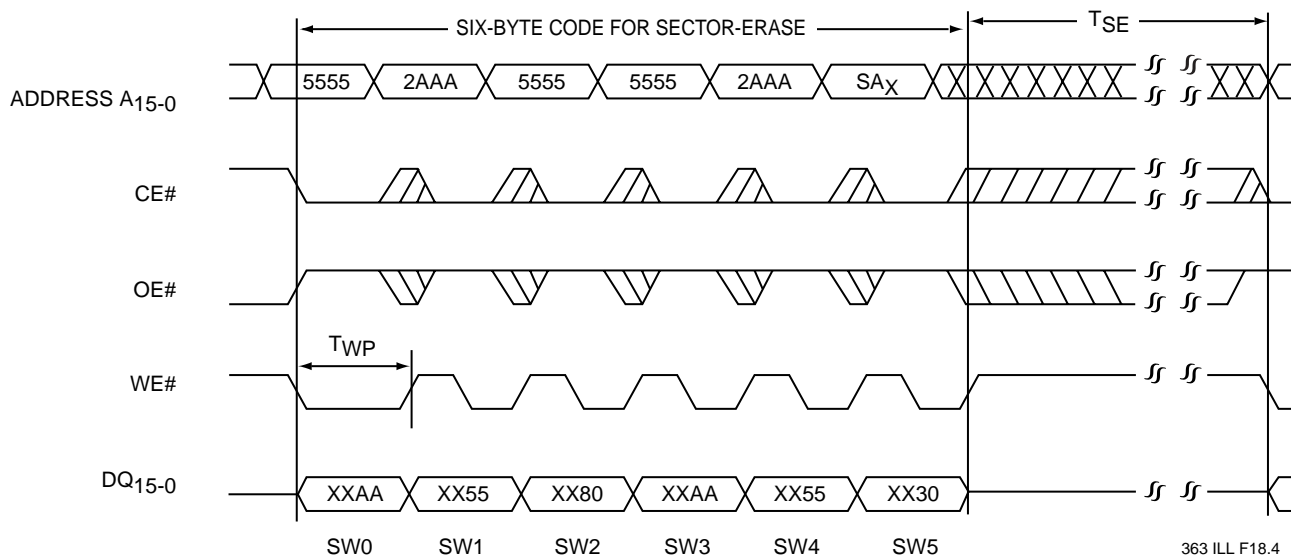 SIX-BYTE CODE FOR SECTOR-ERASE
TSE
ADDRESS A15-0
5555 2AAA 5555 5555 2AAA SAX
CE#
OE#
TWP
WE#
DQ15-0
XXAA XX55 XX80 XXAA XX55 XX30
SW0 SW1 SW2 SW3 SW4 SW5
363 ILL F18.4